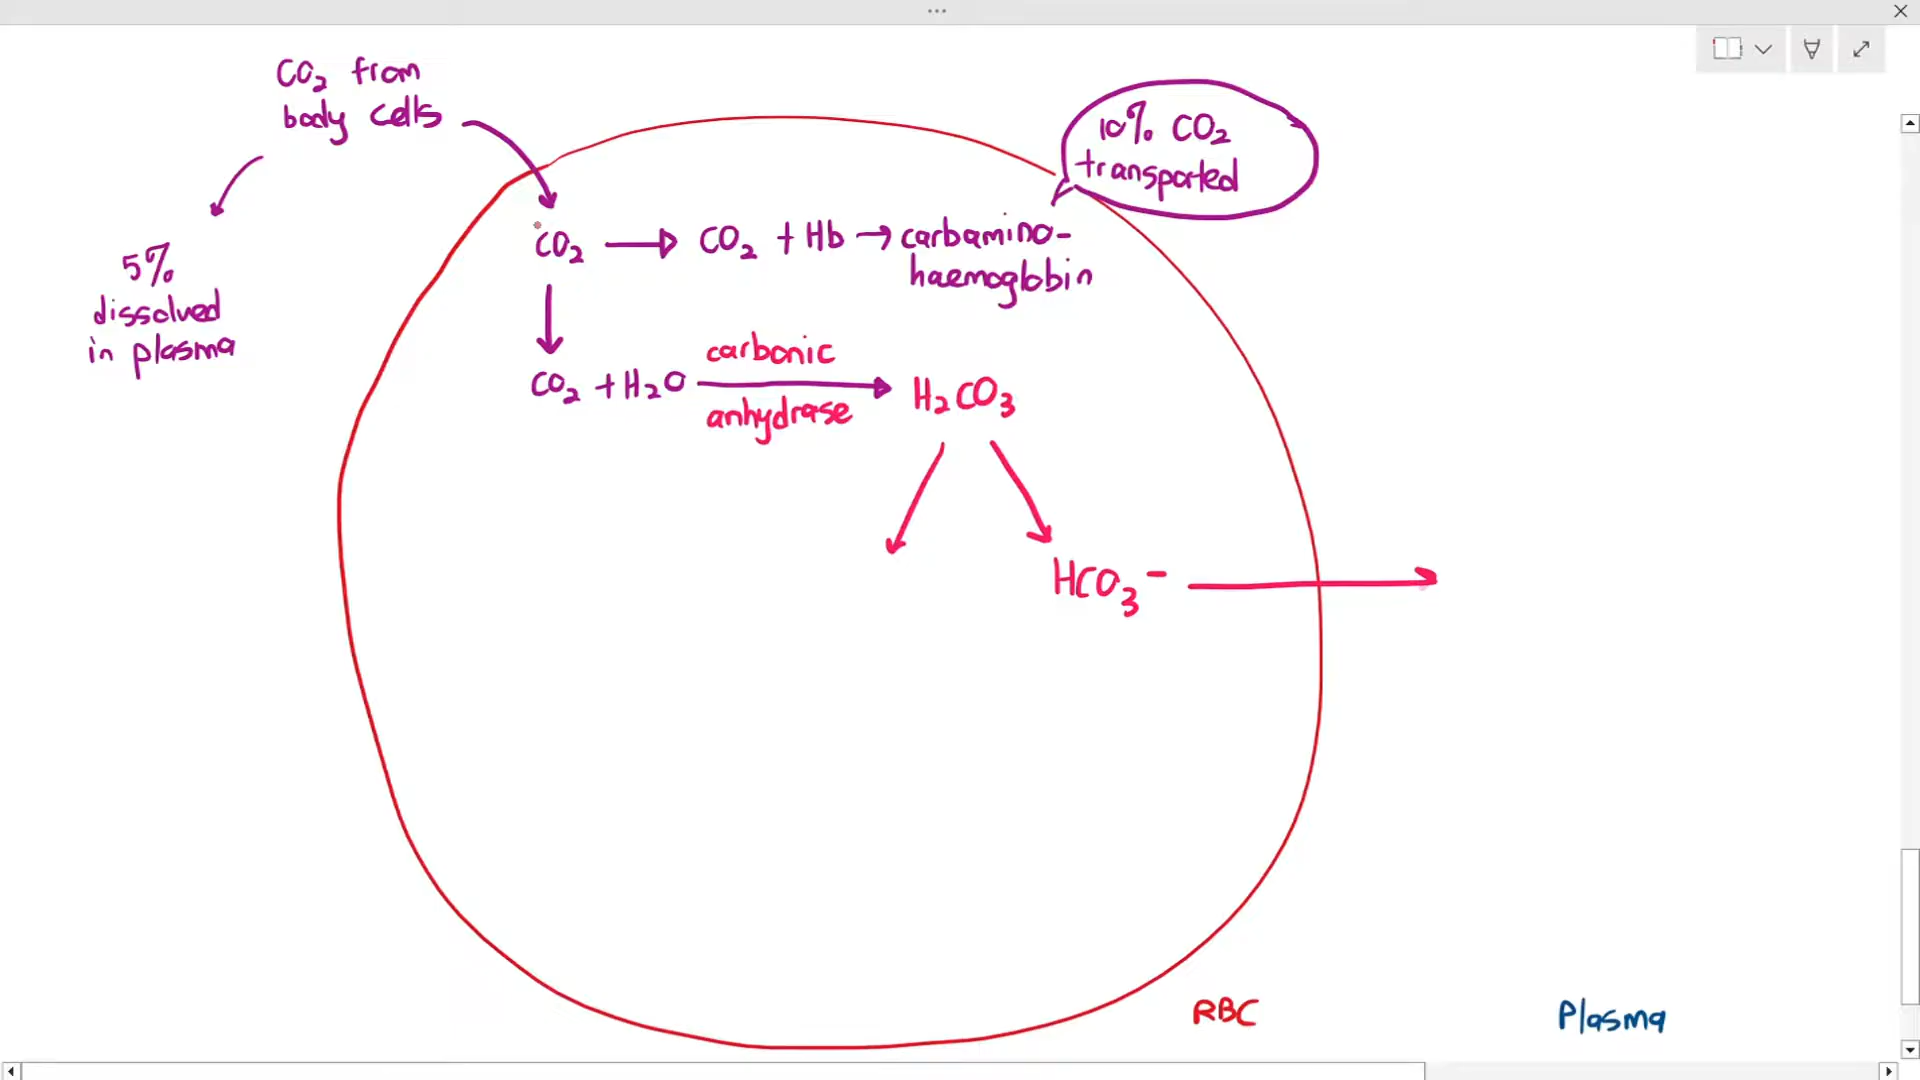 CO₂ from
body cells
10% CO₂
transported
5%
dissolved
in plasma
CO₂ → CO₂ + Hb → carbamino-
haemoglobin
CO₂ + H₂O
carbonic
anhydrase
H₂CO₃
HCO₃⁻
RBC
Plasma